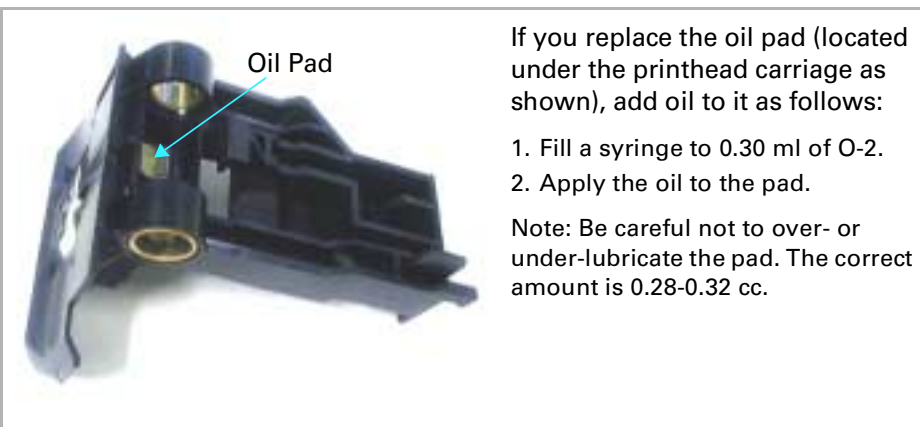 Oil Pad
If you replace the oil pad (located
under the printhead carriage as
shown), add oil to it as follows:
1. Fill a syringe to 0.30 ml of O-2.
2. Apply the oil to the pad.
Note: Be careful not to over- or
under-lubricate the pad. The correct
amount is 0.28-0.32 cc.